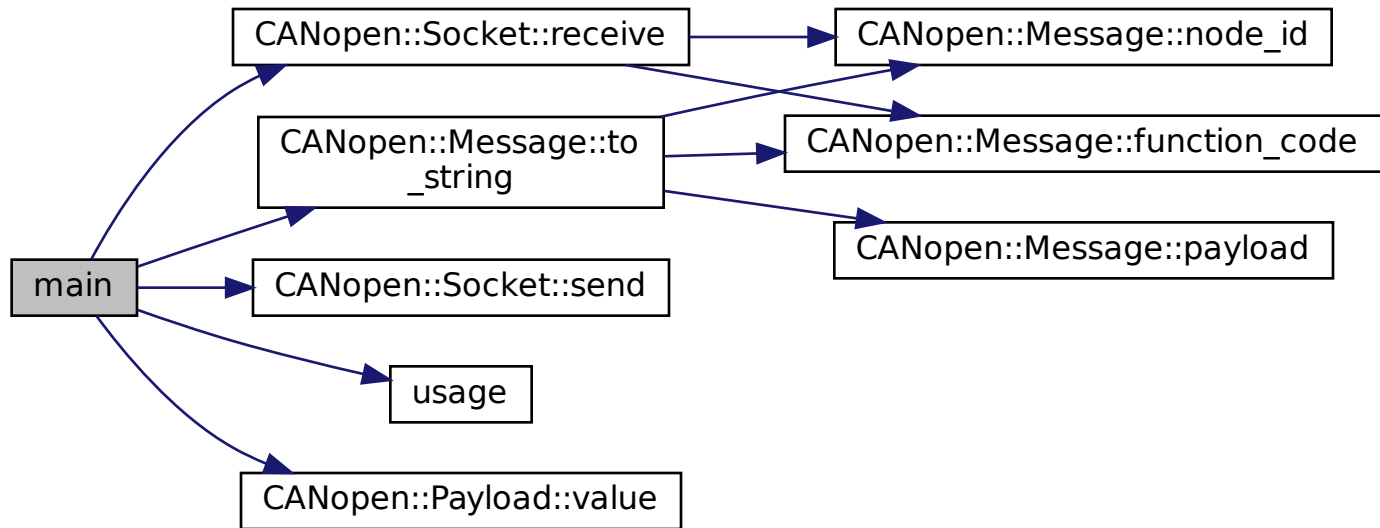 CANopen::Socket::receive
CANopen::Message::node_id
CANopen::Message::to
_string
CANopen::Message::function_code
CANopen::Message::payload
main
CANopen::Socket::send
usage
CANopen::Payload::value